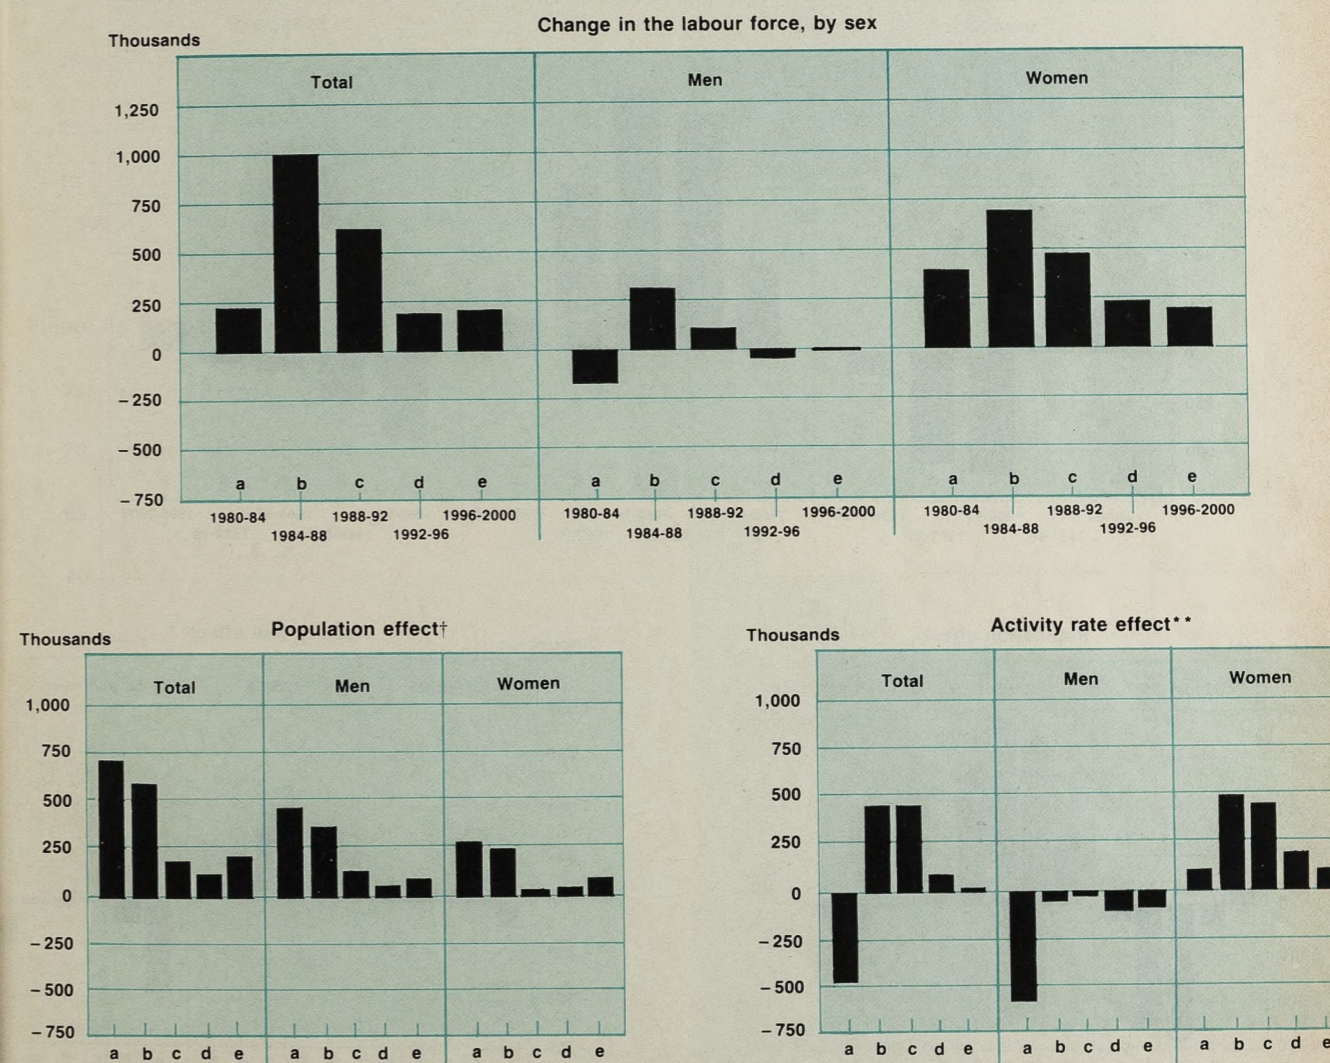 Change in the labour force, by sex
Thousands
Total Men Women
1,250
1,000
750
500
250
0
– 250
– 500
– 750
a b c d e a b c d e a b c d e
1980-84 1988-92 1996-2000 1980-84 1988-92 1996-2000 1980-84 1988-92 1996-2000
1984-88 1992-96 1984-88 1992-96 1984-88 1992-96
Population effect†
Thousands
Total Men Women
1,000
750
500
250
0
– 250
– 500
– 750
a b c d e a b c d e a b c d e
Activity rate effect**
Thousands
Total Men Women
1,000
750
500
250
0
– 250
– 500
– 750
a b c d e a b c d e a b c d e